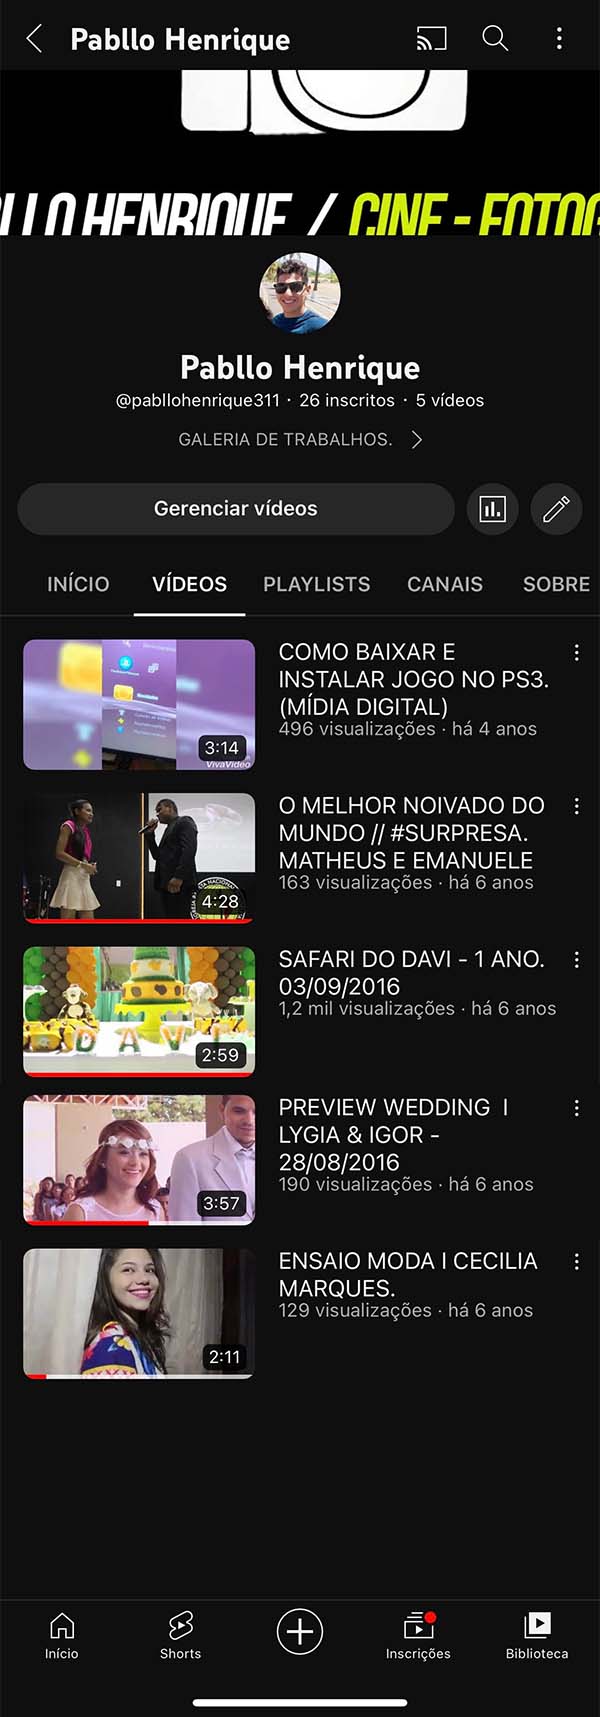 Pabllo Henrique
LLO HENRIQUE / CINE - FOTOG
Pabllo Henrique
@pabllohenrique311 · 26 inscritos · 5 vídeos
GALERIA DE TRABALHOS.
Gerenciar vídeos
INÍCIO VÍDEOS PLAYLISTS CANAIS SOBRE
COMO BAIXAR E
INSTALAR JOGO NO PS3.
(MÍDIA DIGITAL)
496 visualizações · há 4 anos
3:14
VivaVideo
O MELHOR NOIVADO DO
MUNDO // #SURPRESA.
MATHEUS E EMANUELE
163 visualizações · há 6 anos
4:28
SAFARI DO DAVI - 1 ANO.
03/09/2016
1,2 mil visualizações · há 6 anos
DAVI
2:59
PREVIEW WEDDING I
LYGIA & IGOR -
28/08/2016
190 visualizações · há 6 anos
3:57
ENSAIO MODA I CECILIA
MARQUES.
129 visualizações · há 6 anos
2:11
Início Shorts Inscrições Biblioteca